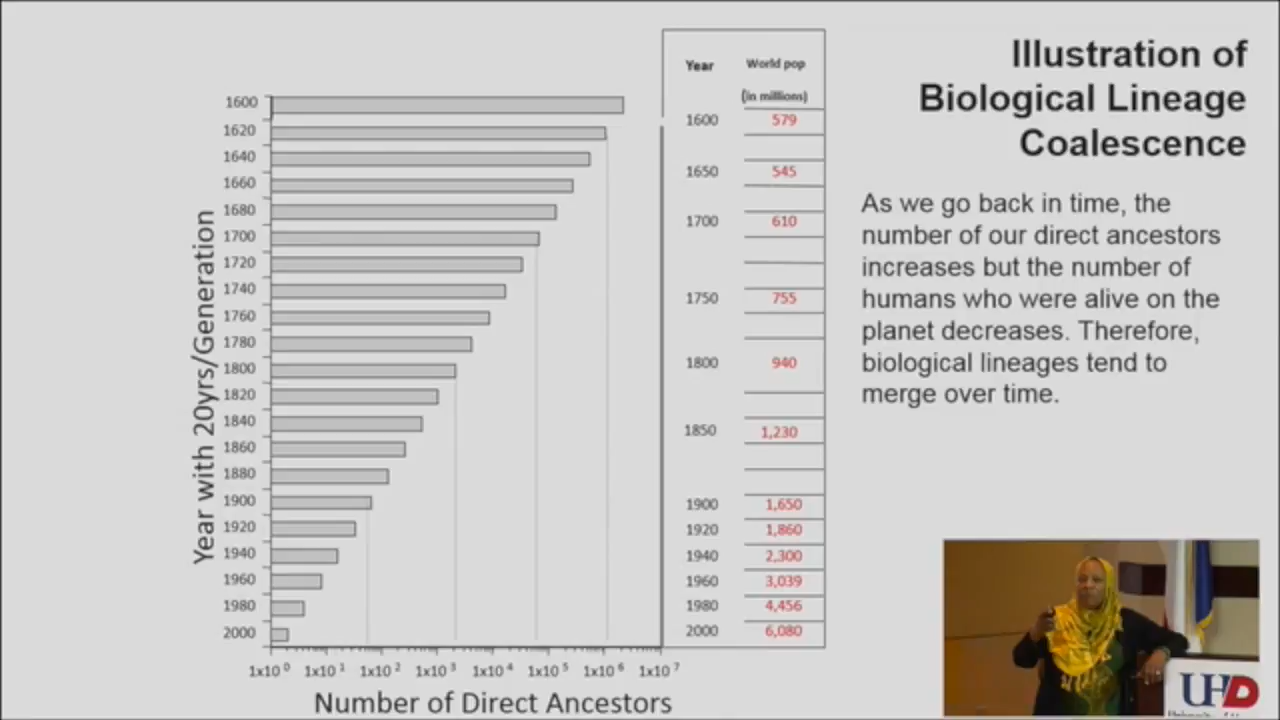 Illustration of
Biological Lineage
Coalescence
As we go back in time, the
number of our direct ancestors
increases but the number of
humans who were alive on the
planet decreases. Therefore,
biological lineages tend to
merge over time.
Year with 20yrs/Generation
1600
1620
1640
1660
1680
1700
1720
1740
1760
1780
1800
1820
1840
1860
1880
1900
1920
1940
1960
1980
2000
1x10⁰ 1x10¹ 1x10² 1x10³ 1x10⁴ 1x10⁵ 1x10⁶ 1x10⁷
Number of Direct Ancestors
Year World pop
(in millions)
1600 579
1650 545
1700 610
1750 755
1800 940
1850 1,230
1900 1,650
1920 1,860
1940 2,300
1960 3,039
1980 4,456
2000 6,080
UHD